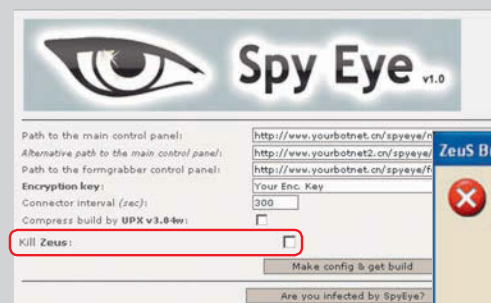 Spy Eye v1.0
Path to the main control panel: http://www.yourbotnet.cn/spyeye/
Alternative path to the main control panel: http://www.yourbotnet2.cn/spyeye/
Path to the formgrabber control panel: http://www.yourbotnet.cn/spyeye/f
Encryption key: Your Enc. Key
Connector interval (sec): 300
Compress build by UPX v3.04w:
Kill Zeus:
Make config & get build
Are you infected by SpyEye?
ZeuS B